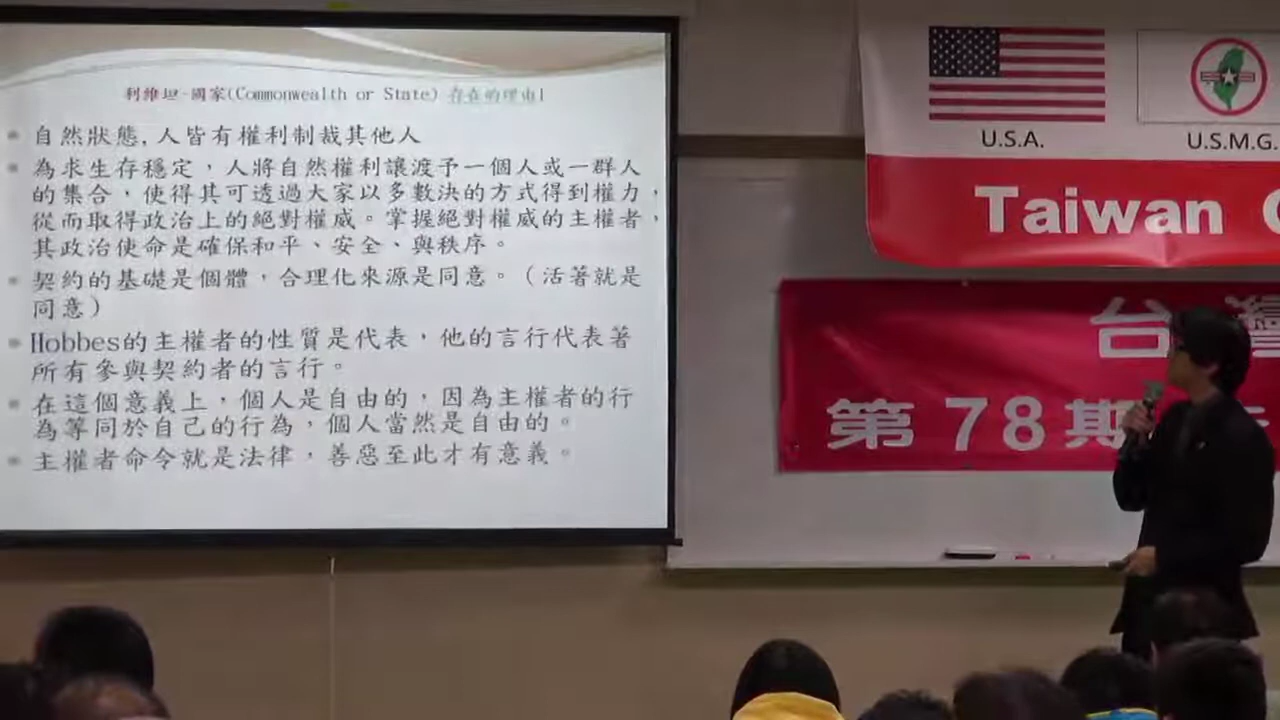 利維坦-國家(Commonwealth or State) 存在的理由1
自然狀態,人皆有權利制裁其他人
為求生存穩定，人將自然權利讓渡予一個人或一群人
的集合，使得其可透過大家以多數決的方式得到權力，
從而取得政治上的絕對權威。掌握絕對權威的主權者，
其政治使命是確保和平、安全、與秩序。
契約的基礎是個體，合理化來源是同意。（活著就是
同意）
Hobbes的主權者的性質是代表，他的言行代表著
所有參與契約者的言行。
在這個意義上，個人是自由的，因為主權者的行
為等同於自己的行為，個人當然是自由的。
主權者命令就是法律，善惡至此才有意義。
U.S.A.
U.S.M.G.
Taiwan
台灣
第78期